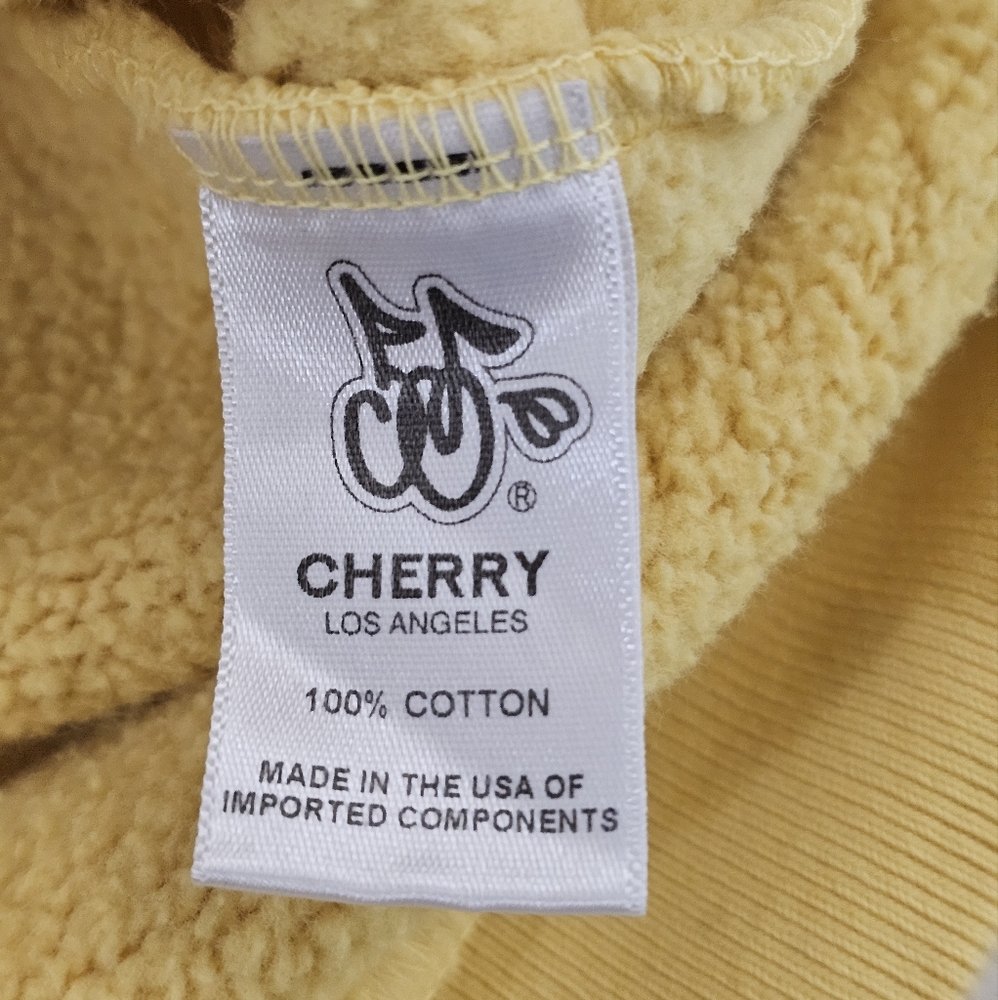 ®
CHERRY
LOS ANGELES
100% COTTON
MADE IN THE USA OF
IMPORTED COMPONENTS